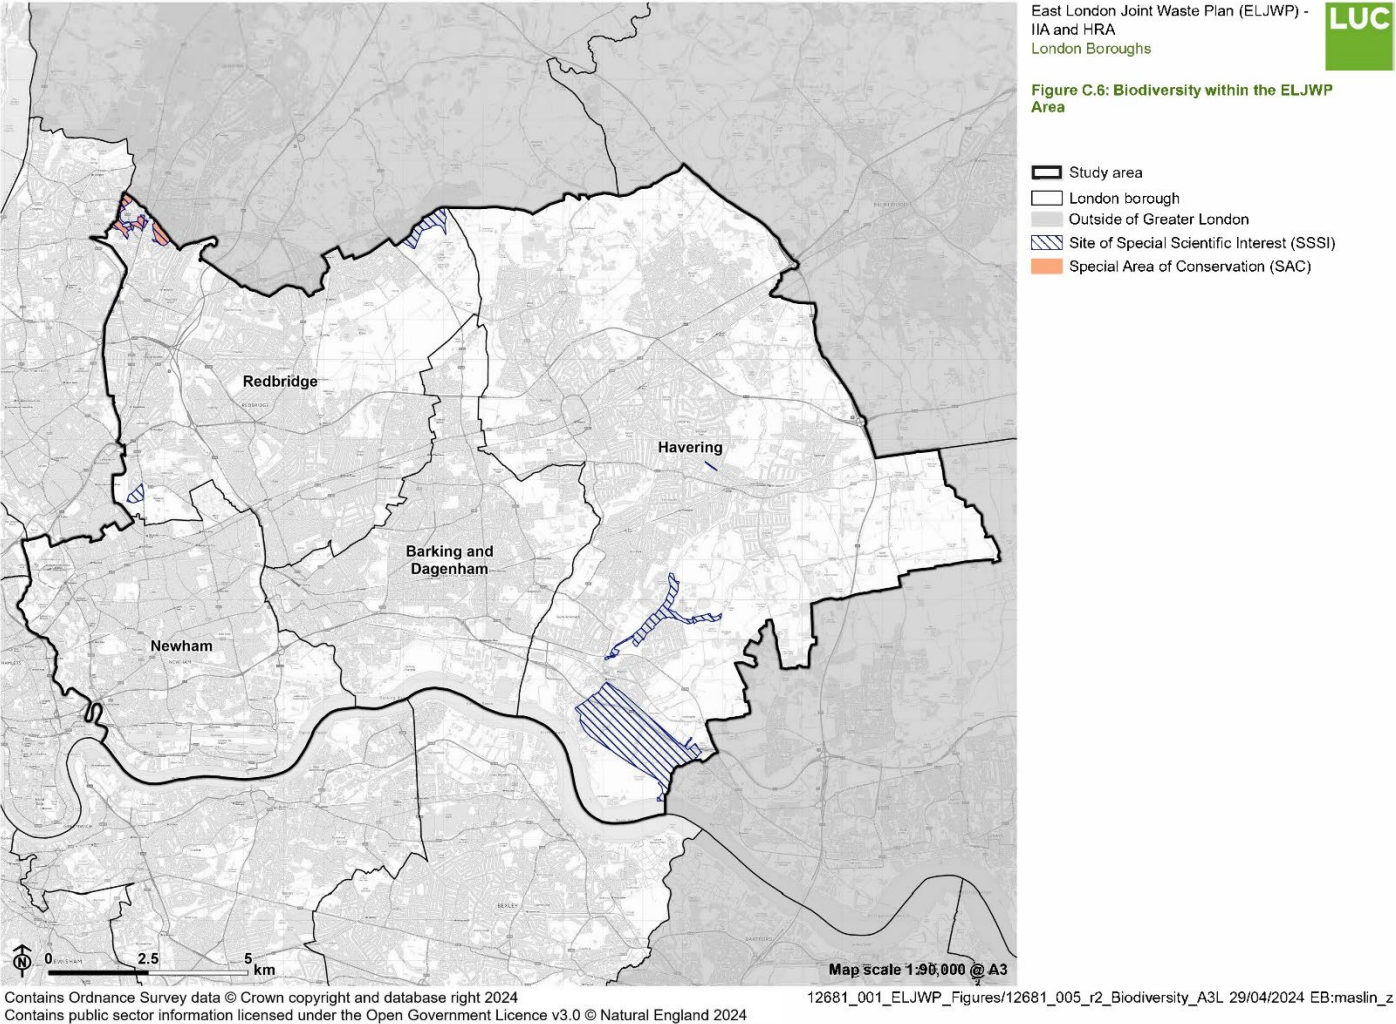 East London Joint Waste Plan (ELJWP) -
IIA and HRA
London Boroughs
LUC
Figure C.6: Biodiversity within the ELJWP
Area
Study area
London borough
Outside of Greater London
Site of Special Scientific Interest (SSSI)
Special Area of Conservation (SAC)
Redbridge
REDBRIDGE
Havering
Barking and
Dagenham
Newham
NEWHAM
BEXLEY
DARTFORD
N
0 2.5 5
km
Map scale 1:90,000 @ A3
Contains Ordnance Survey data © Crown copyright and database right 2024
Contains public sector information licensed under the Open Government Licence v3.0 © Natural England 2024
12681_001_ELJWP_Figures/12681_005_r2_Biodiversity_A3L 29/04/2024 EB:maslin_z